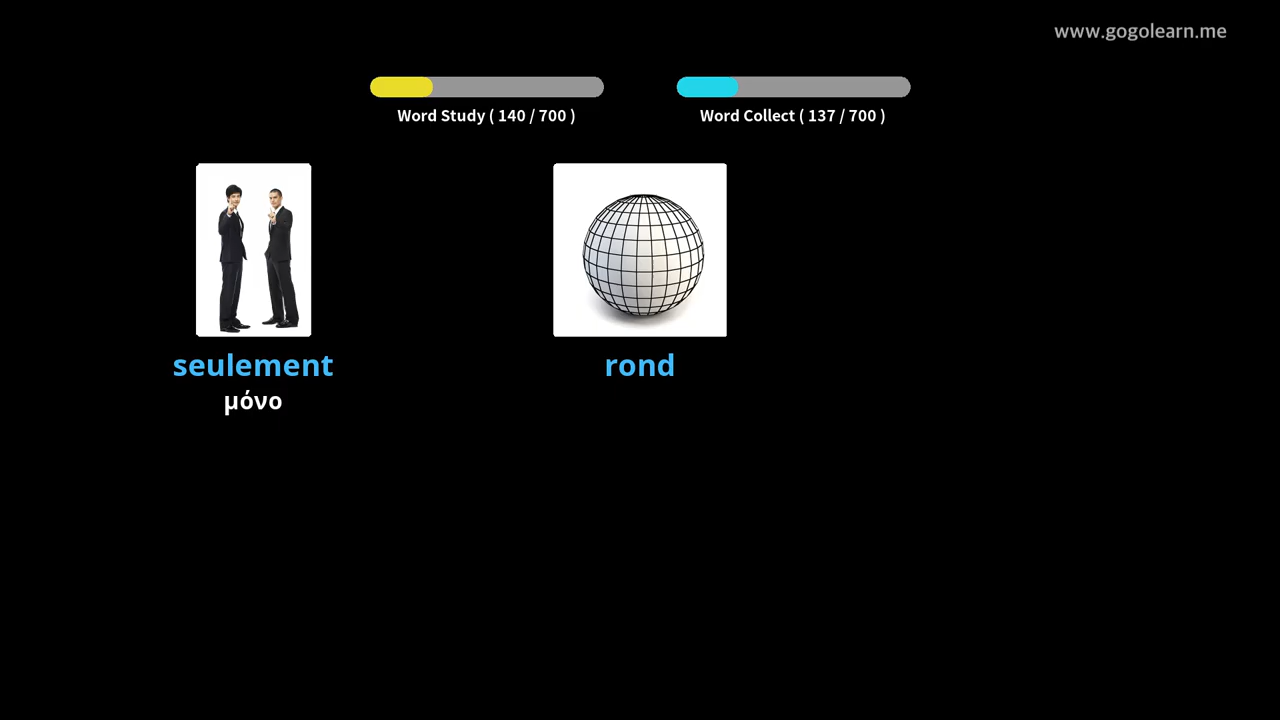 www.gogolearn.me
Word Study ( 140 / 700 )
Word Collect ( 137 / 700 )
seulement
μόνο
rond